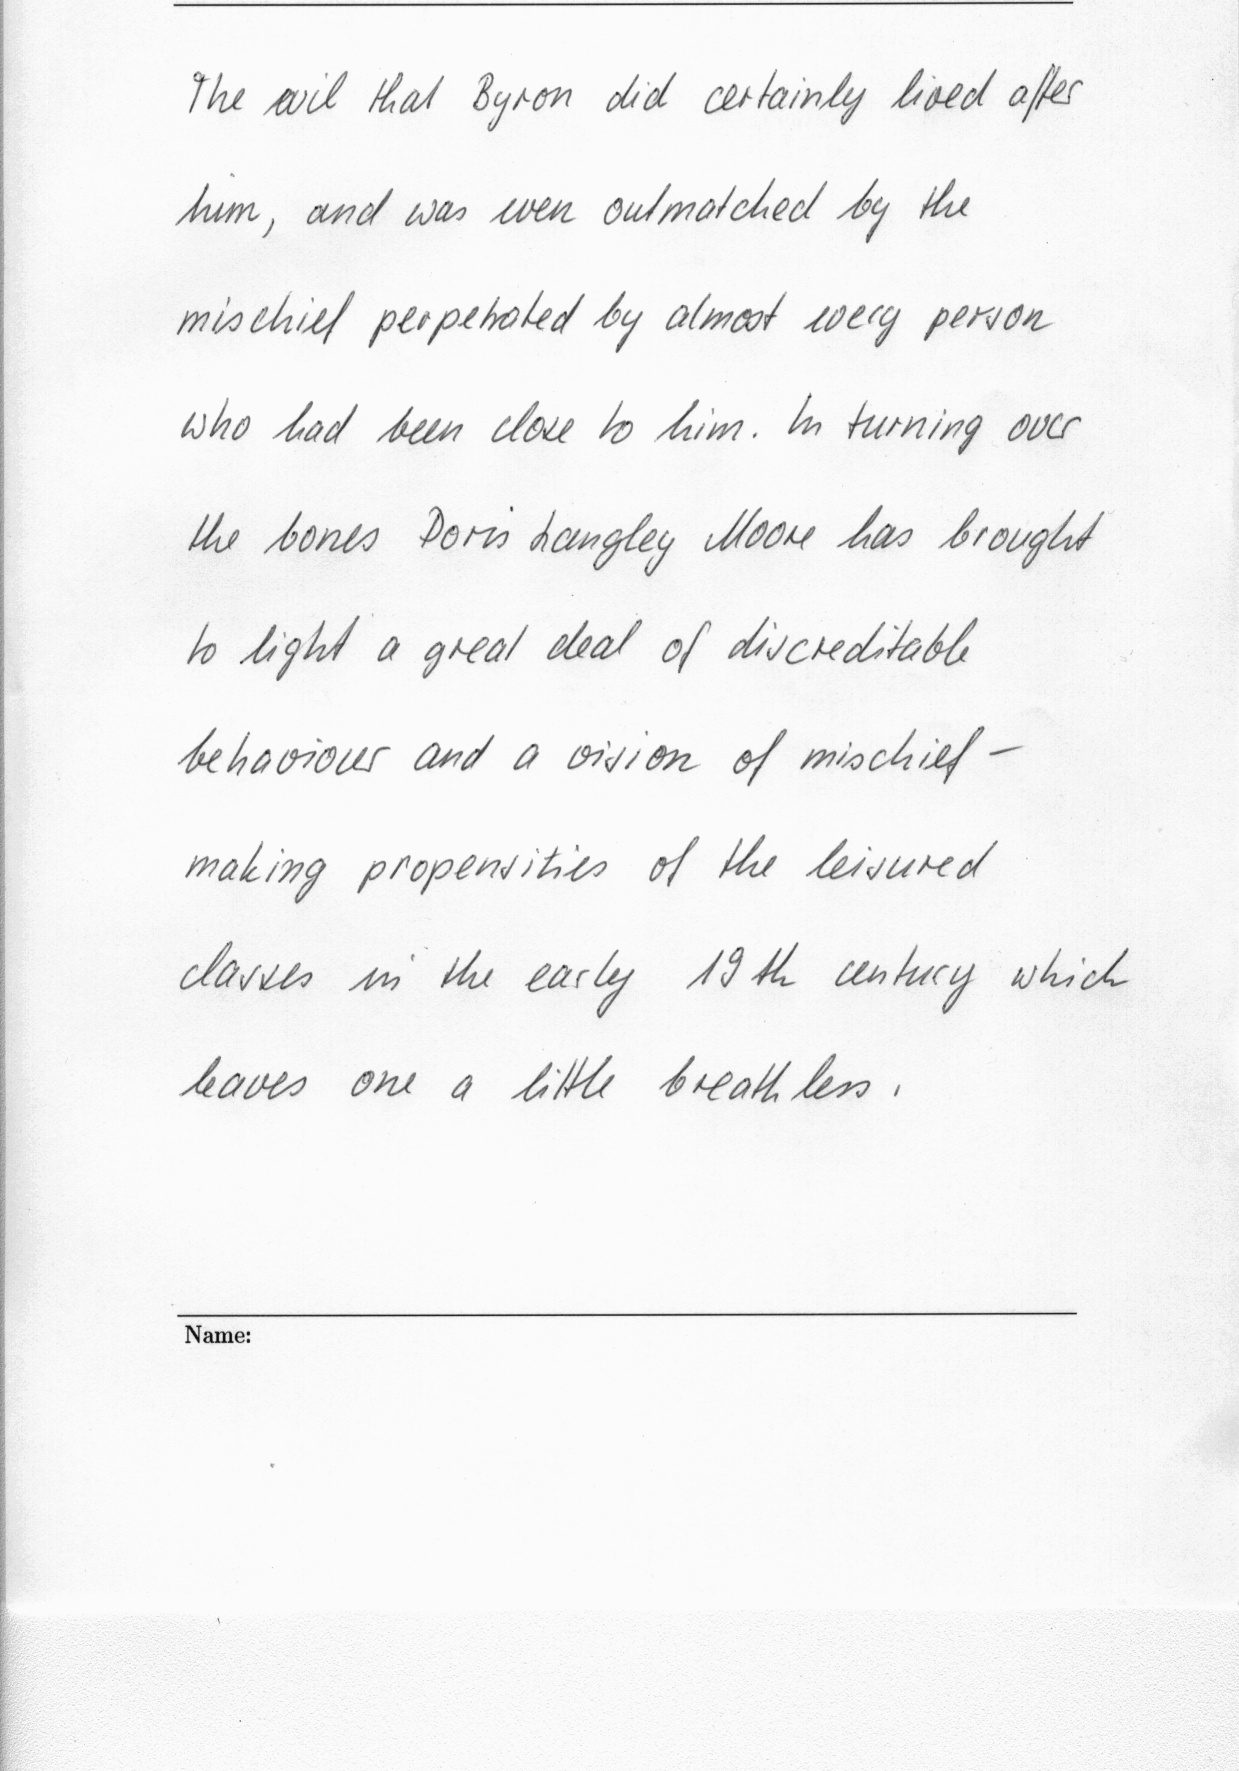 The evil that Byron did certainly lived after
him, and was even outmatched by the
mischief perpetrated by almost every person
who had been close to him. In turning over
the bones Doris Langley Moore has brought
to light a great deal of discreditable
behaviour and a vision of mischief -
making propensities of the leisured
classes in the early 19th century which
leaves one a little breathless.
Name: